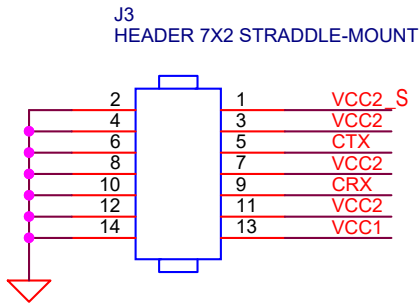 J3
HEADER 7X2 STRADDLE-MOUNT
2 1 VCC2_S
4 3 VCC2
6 5 CTX
8 7 VCC2
10 9 CRX
12 11 VCC2
14 13 VCC1